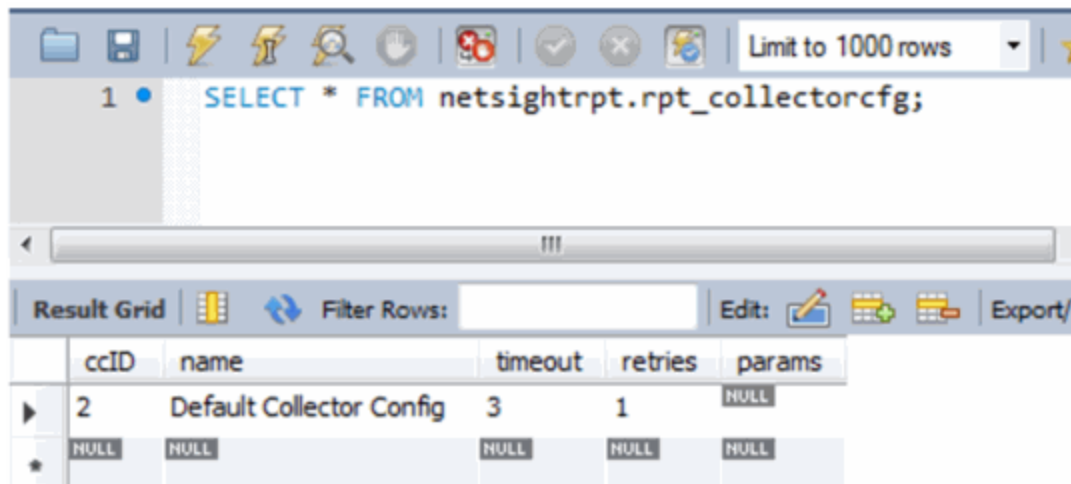 Limit to 1000 rows
1 SELECT * FROM netsightrpt.rpt_collectorcfg;
Result Grid Filter Rows: Edit: Export/
ccID name timeout retries params
2 Default Collector Config 3 1 NULL
NULL NULL NULL NULL NULL